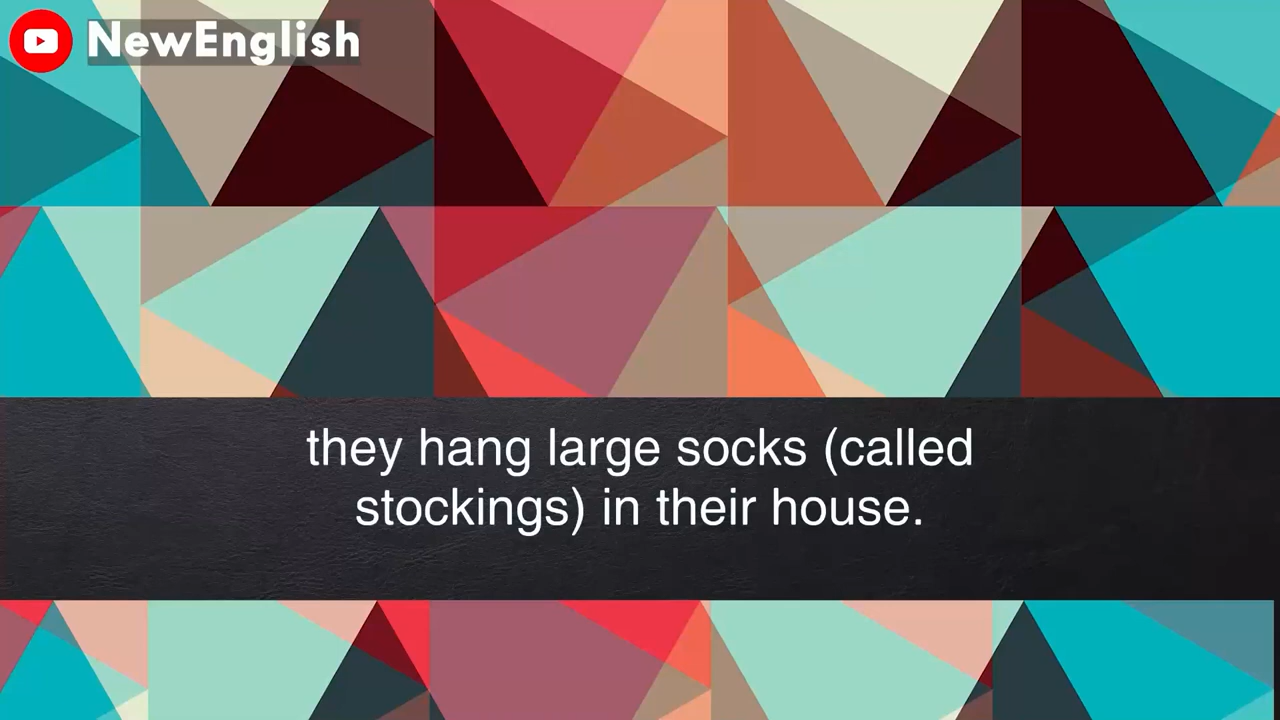 NewEnglish
they hang large socks (called
stockings) in their house.